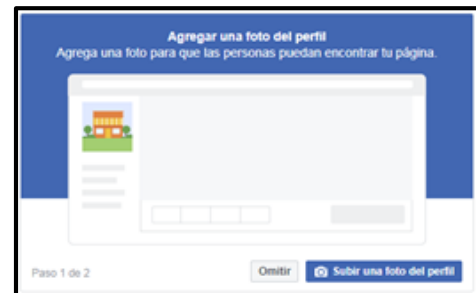 Agregar una foto del perfil
Agrega una foto para que las personas puedan encontrar tu página.
Paso 1 de 2
Omitir
Subir una foto del perfil